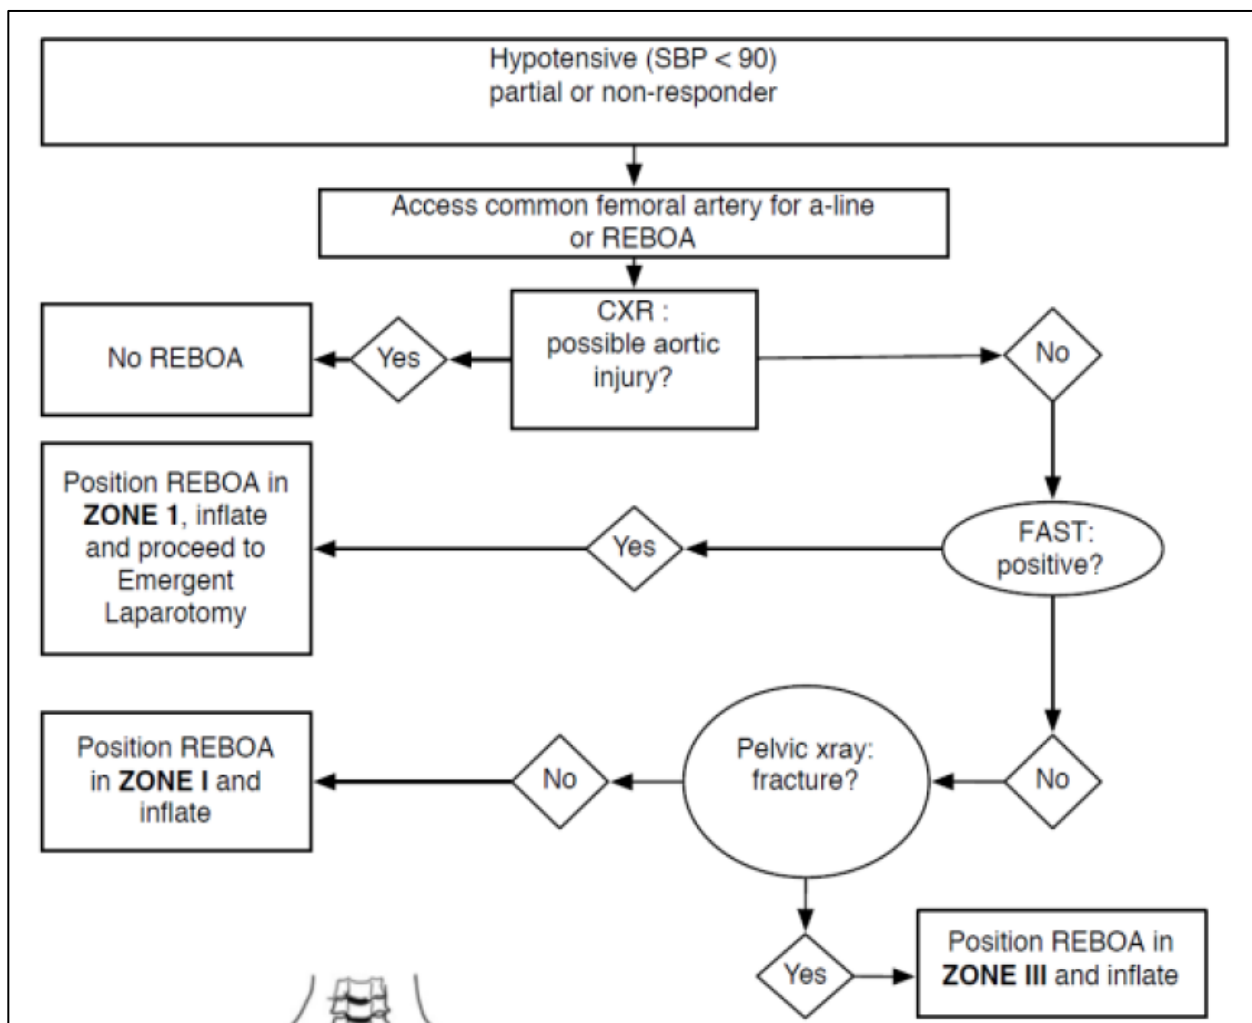 Hypotensive (SBP < 90)
partial or non-responder
Access common femoral artery for a-line
or REBOA
CXR :
possible aortic
injury?
Yes
No REBOA
No
FAST:
positive?
Yes
Position REBOA in
ZONE 1, inflate
and proceed to
Emergent
Laparotomy
No
Pelvic xray:
fracture?
No
Position REBOA
in ZONE I and
inflate
Yes
Position REBOA in
ZONE III and inflate